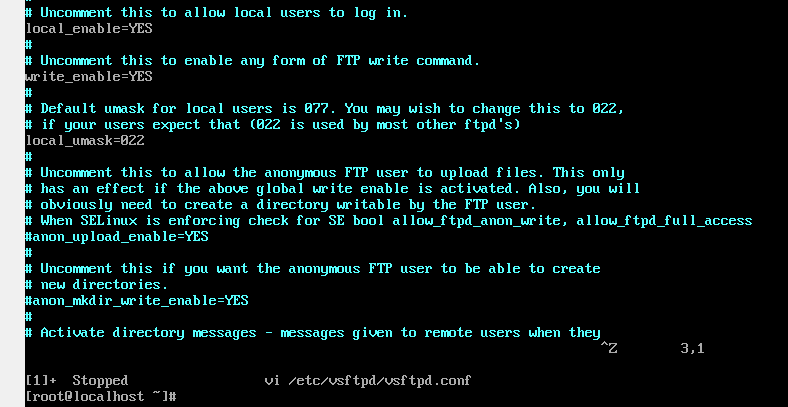 # Uncomment this to allow local users to log in.
local_enable=YES
#
# Uncomment this to enable any form of FTP write command.
write_enable=YES
#
# Default umask for local users is 077. You may wish to change this to 022,
# if your users expect that (022 is used by most other ftpd's)
local_umask=022
#
# Uncomment this to allow the anonymous FTP user to upload files. This only
# has an effect if the above global write enable is activated. Also, you will
# obviously need to create a directory writable by the FTP user.
# When SELinux is enforcing check for SE bool allow_ftpd_anon_write, allow_ftpd_full_access
#anon_upload_enable=YES
#
# Uncomment this if you want the anonymous FTP user to be able to create
# new directories.
#anon_mkdir_write_enable=YES
#
# Activate directory messages - messages given to remote users when they
^Z 3,1
[1]+ Stopped vi /etc/vsftpd/vsftpd.conf
[root@localhost ~]#